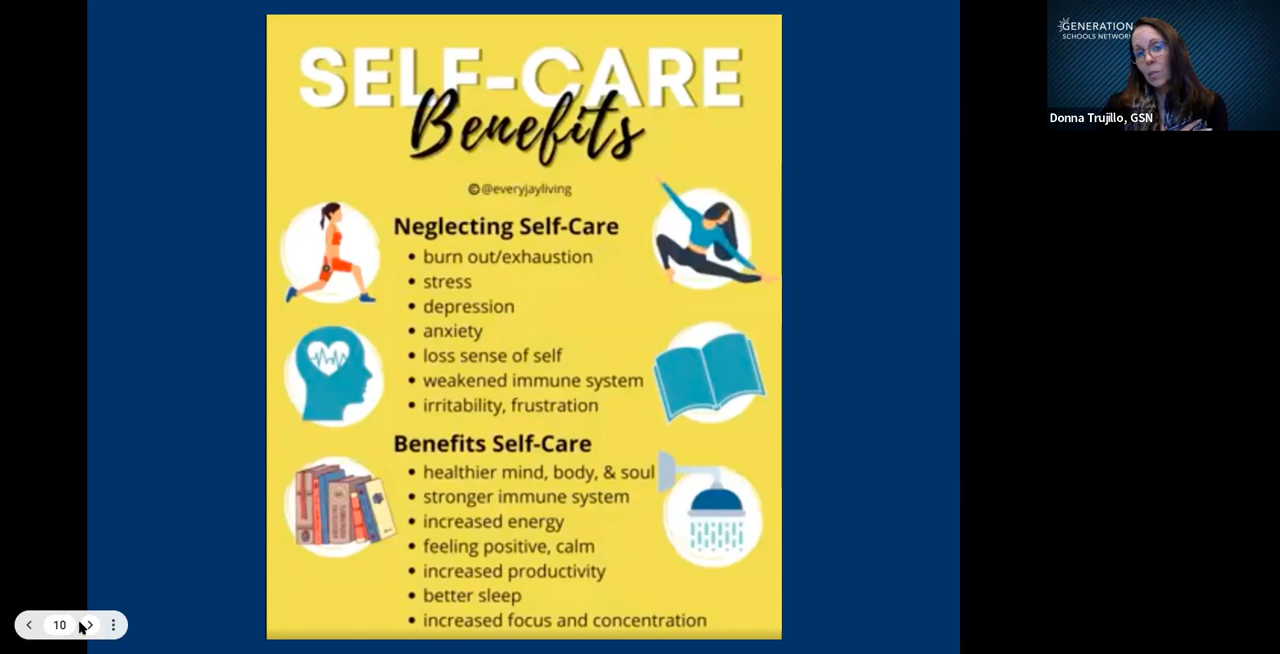 SELF-CARE
Benefits
©@everyjayliving
Neglecting Self-Care
• burn out/exhaustion
• stress
• depression
• anxiety
• loss sense of self
• weakened immune system
• irritability, frustration
Benefits Self-Care
• healthier mind, body, & soul
• stronger immune system
• increased energy
• feeling positive, calm
• increased productivity
• better sleep
• increased focus and concentration
GENERATION
SCHOOLS NETWOR
Donna Trujillo, GSN
10